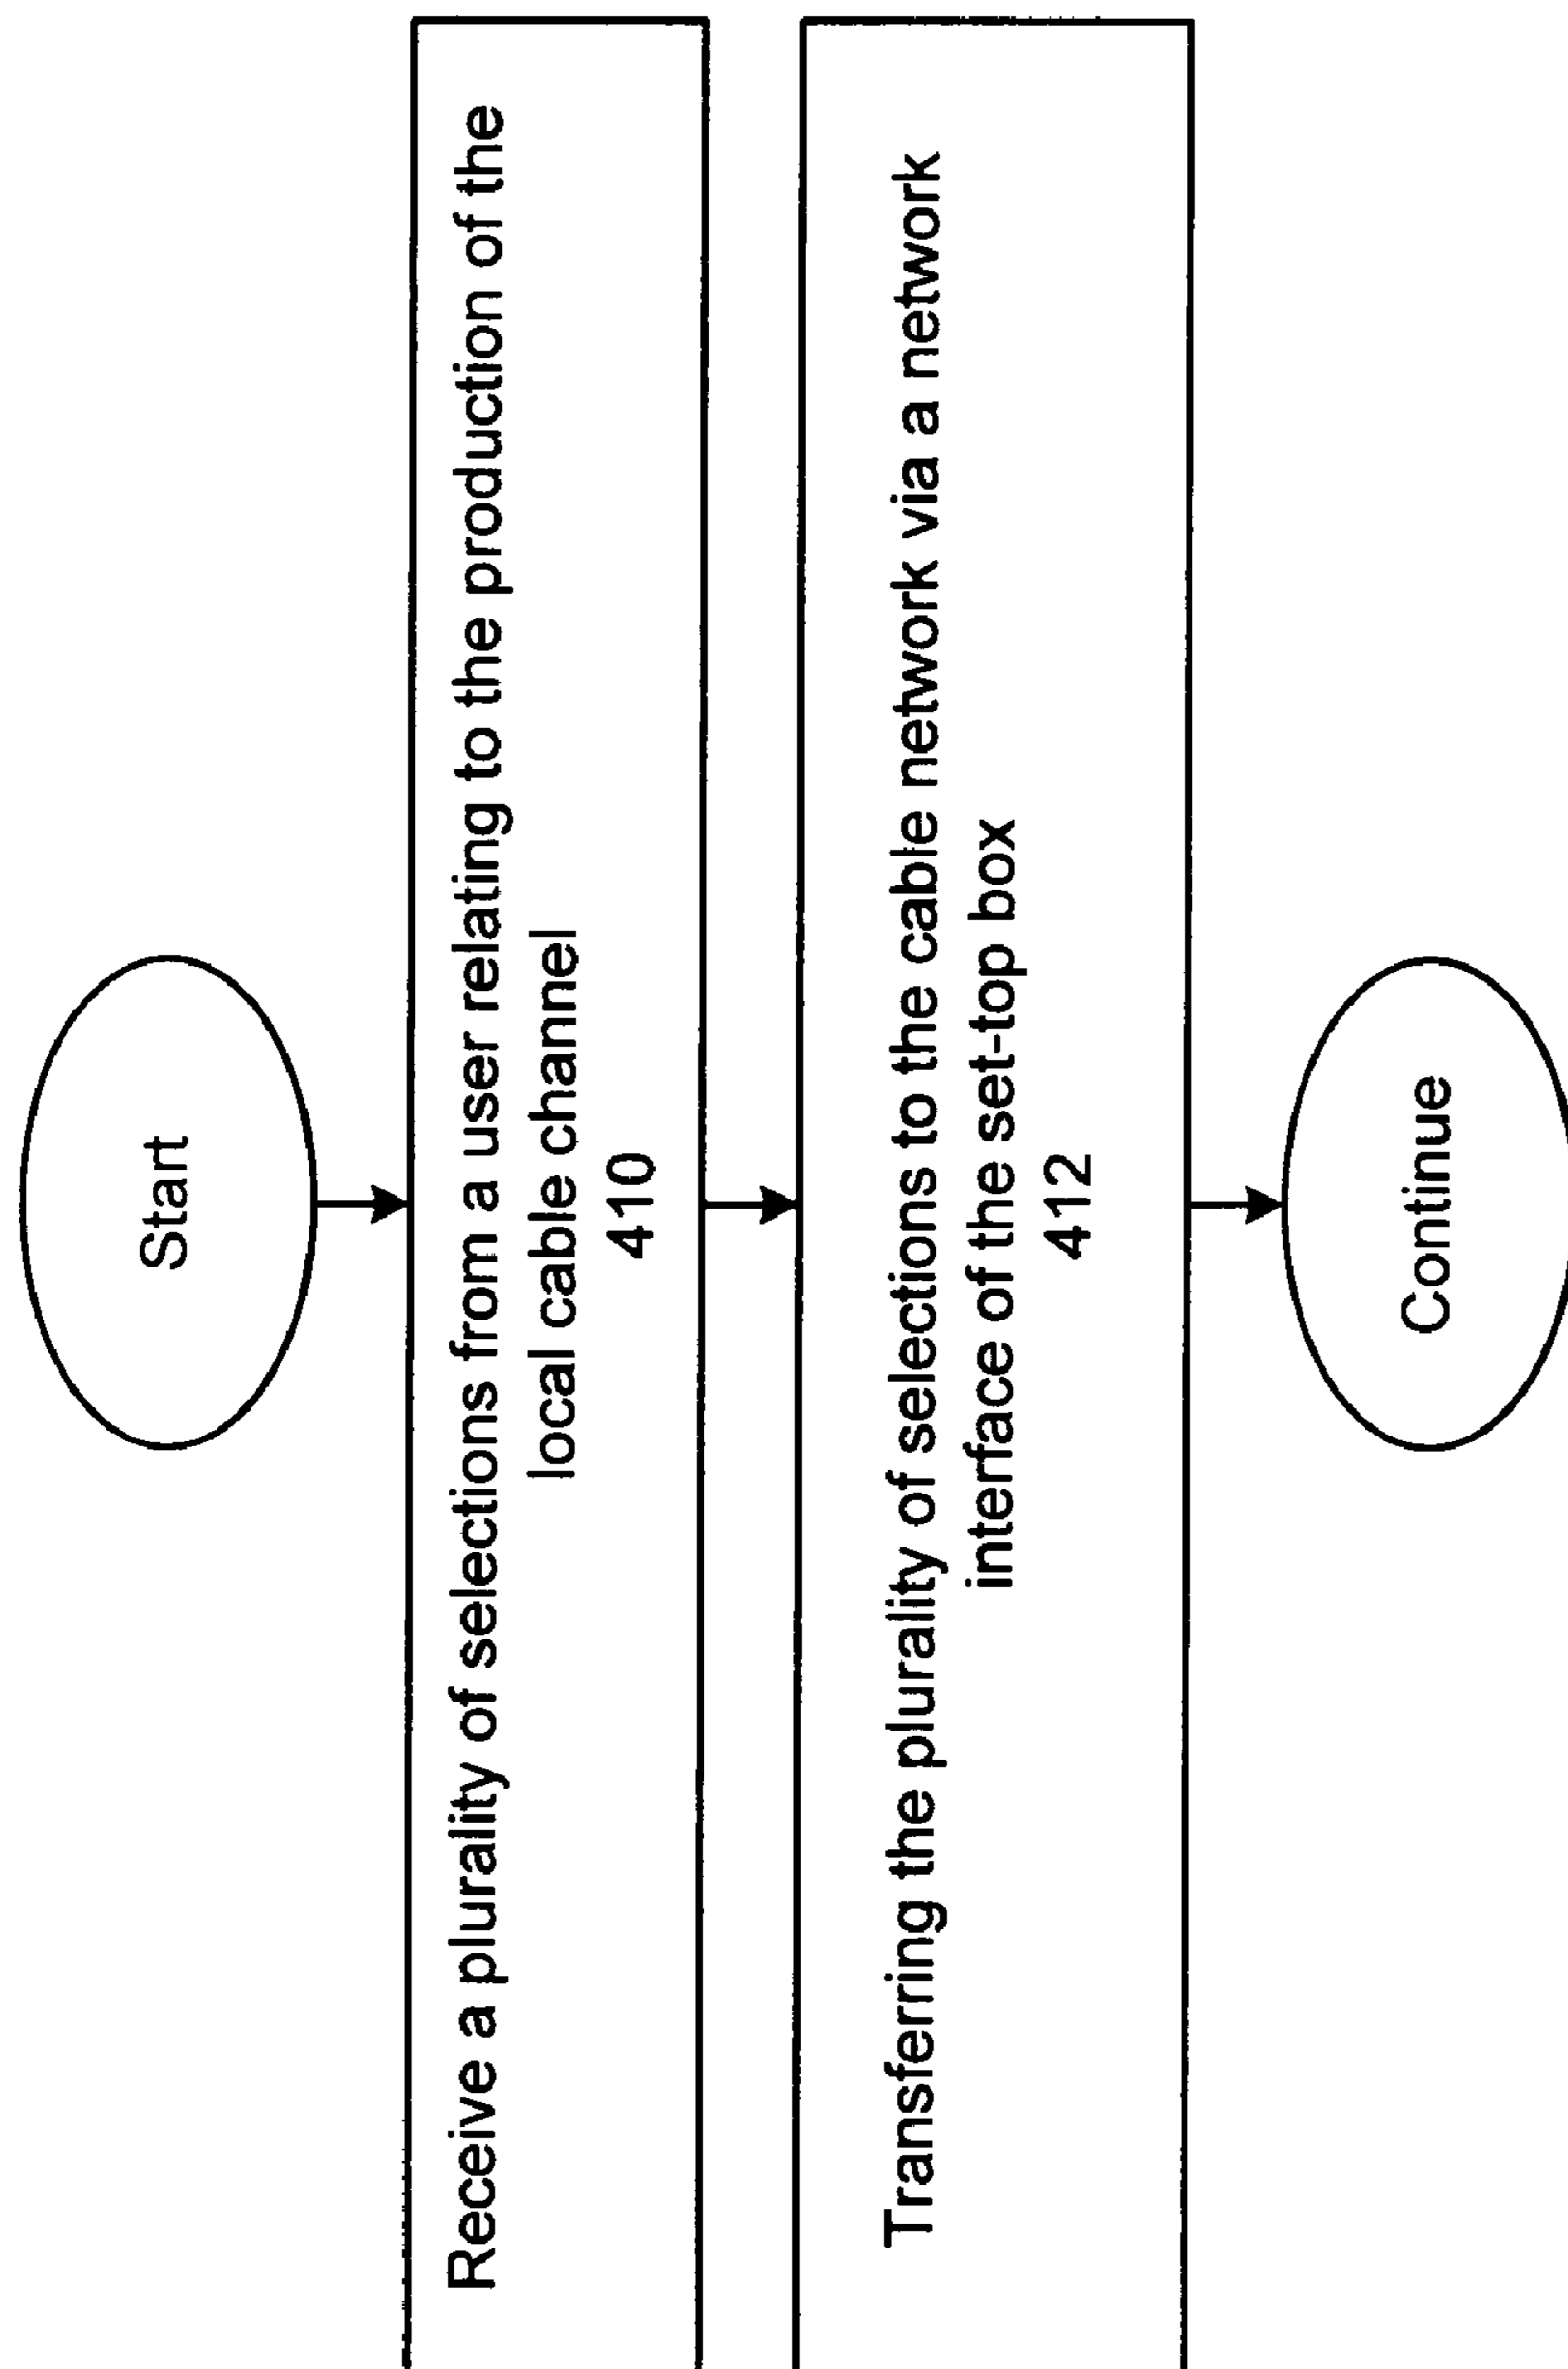 Start
Receive a plurality of selections from a user relating to the production of the
local cable channel
410
Transferring the plurality of selections to the cable network via a network
interface of the set-top box
412
Continue